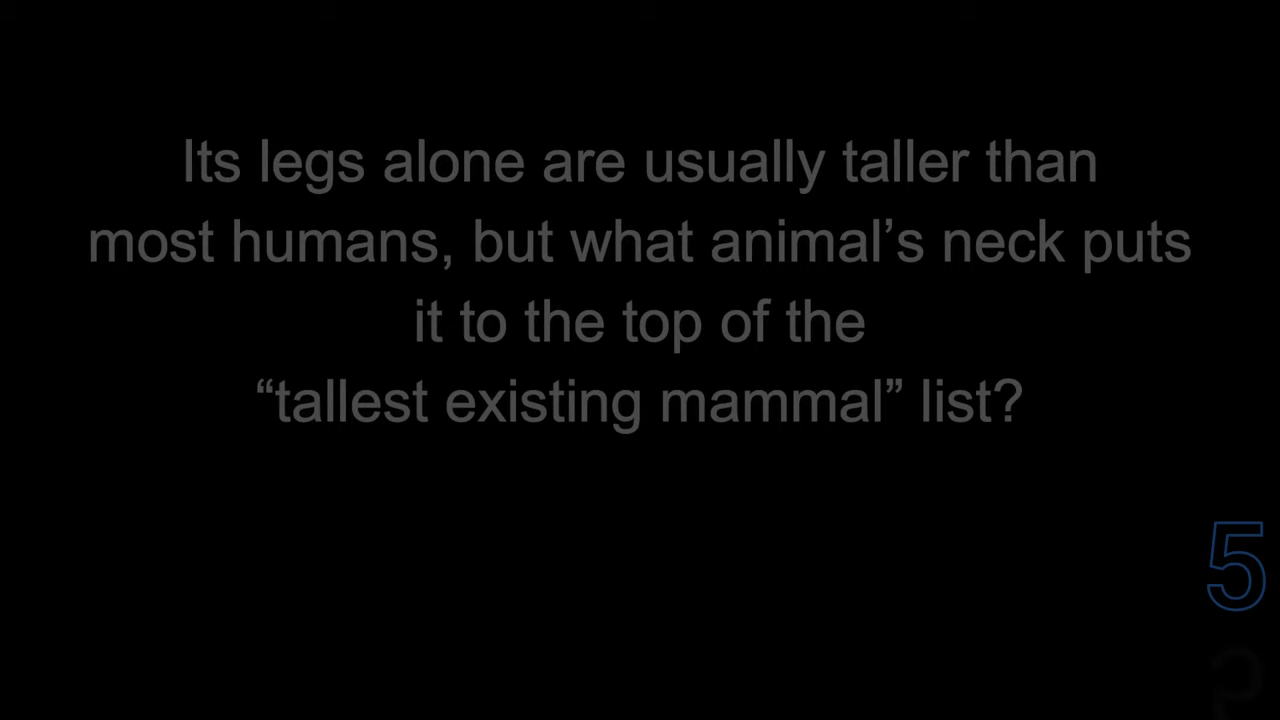 Its legs alone are usually taller than
most humans, but what animal’s neck puts
it to the top of the
“tallest existing mammal” list?
5